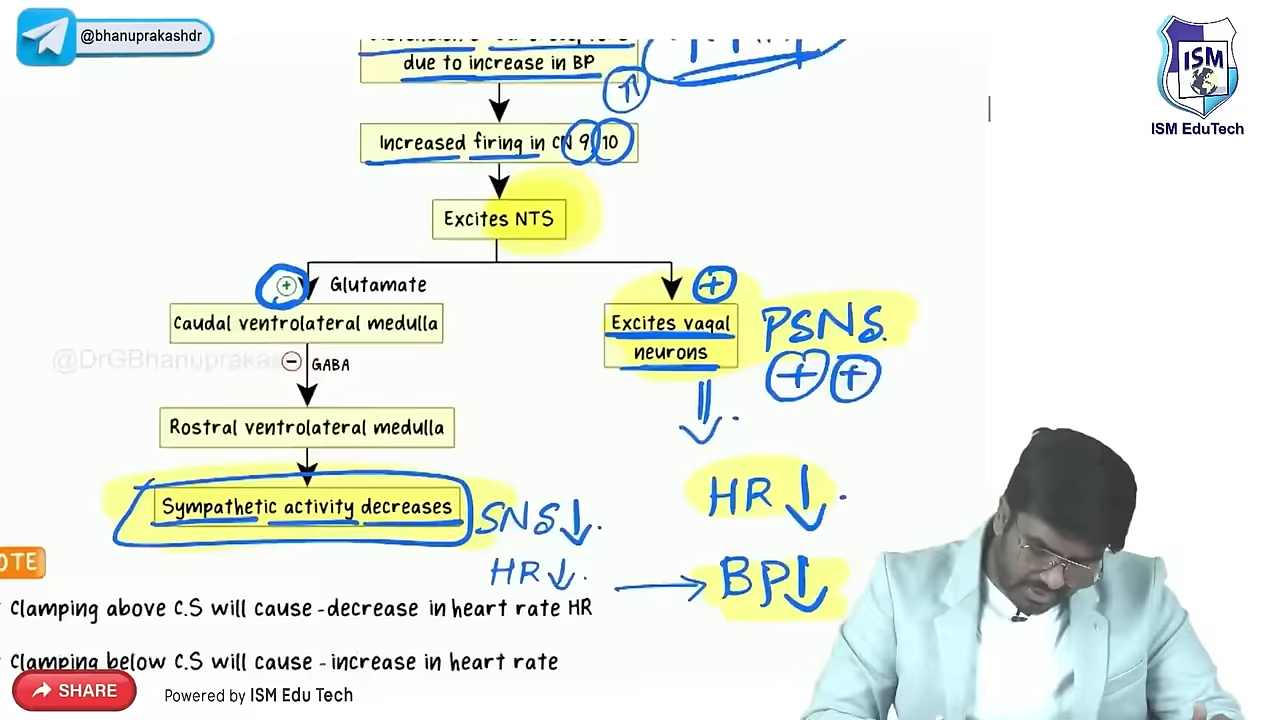 @bhanuprakashdr
ISM
ISM EduTech
due to increase in BP
↑
Increased firing in CN 9, 10
Excites NTS
+ Glutamate
+
Caudal ventrolateral medulla
Excites vagal
neurons
PSNS.
+ +
@DrGBhanuprakas
− GABA
Rostral ventrolateral medulla
Sympathetic activity decreases
SNS↓.
HR↓.
HR↓.
BP↓
OTE
Clamping above C.S will cause -decrease in heart rate HR
Clamping below C.S will cause - increase in heart rate
SHARE
Powered by ISM Edu Tech